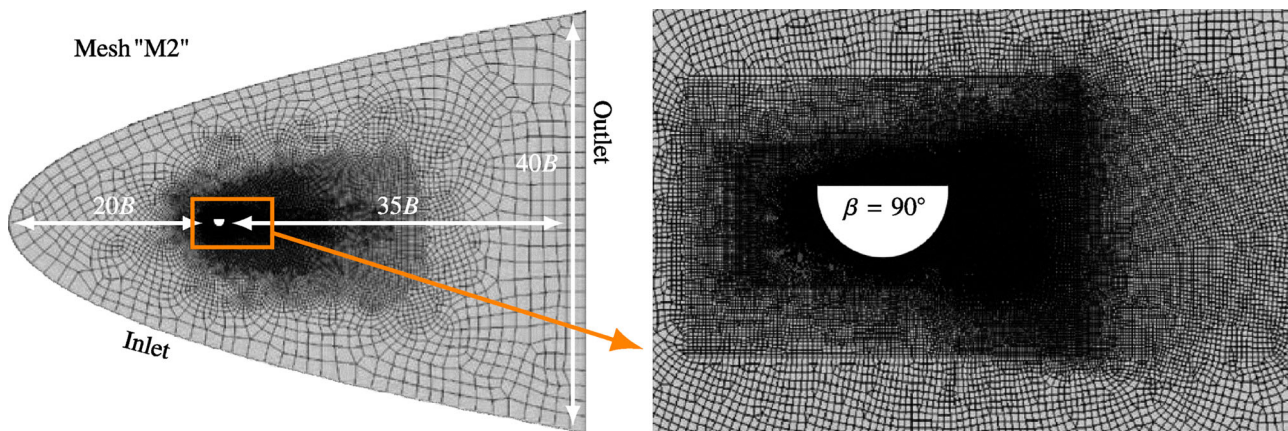 Mesh "M2"
Outlet
40B
20B
35B
β = 90°
Inlet